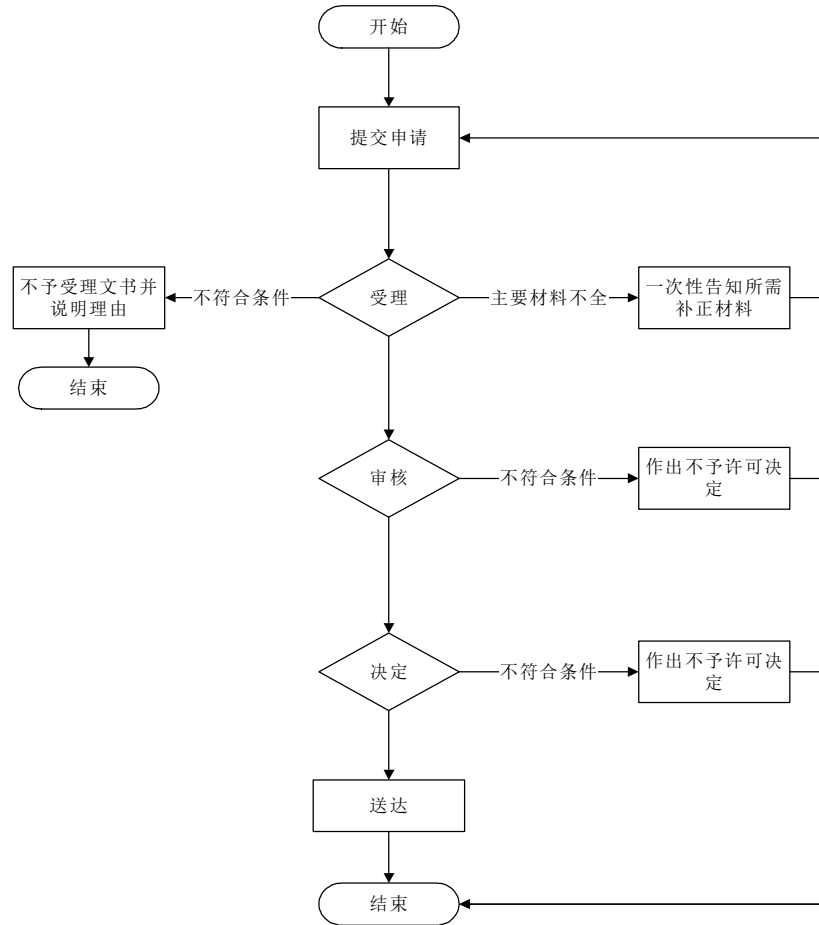 开始
提交申请
不予受理文书并
说明理由
不符合条件
受理
主要材料不全
一次性告知所需
补正材料
结束
审核
不符合条件
作出不予许可决
定
决定
不符合条件
作出不予许可决
定
送达
结束